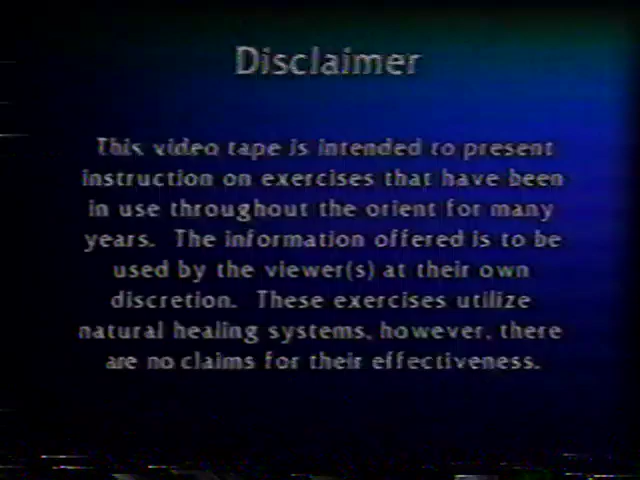 Disclaimer
This video tape is intended to present
instruction on exercises that have been
in use throughout the orient for many
years. The information offered is to be
used by the viewer(s) at their own
discretion. These exercises utilize
natural healing systems, however, there
are no claims for their effectiveness.